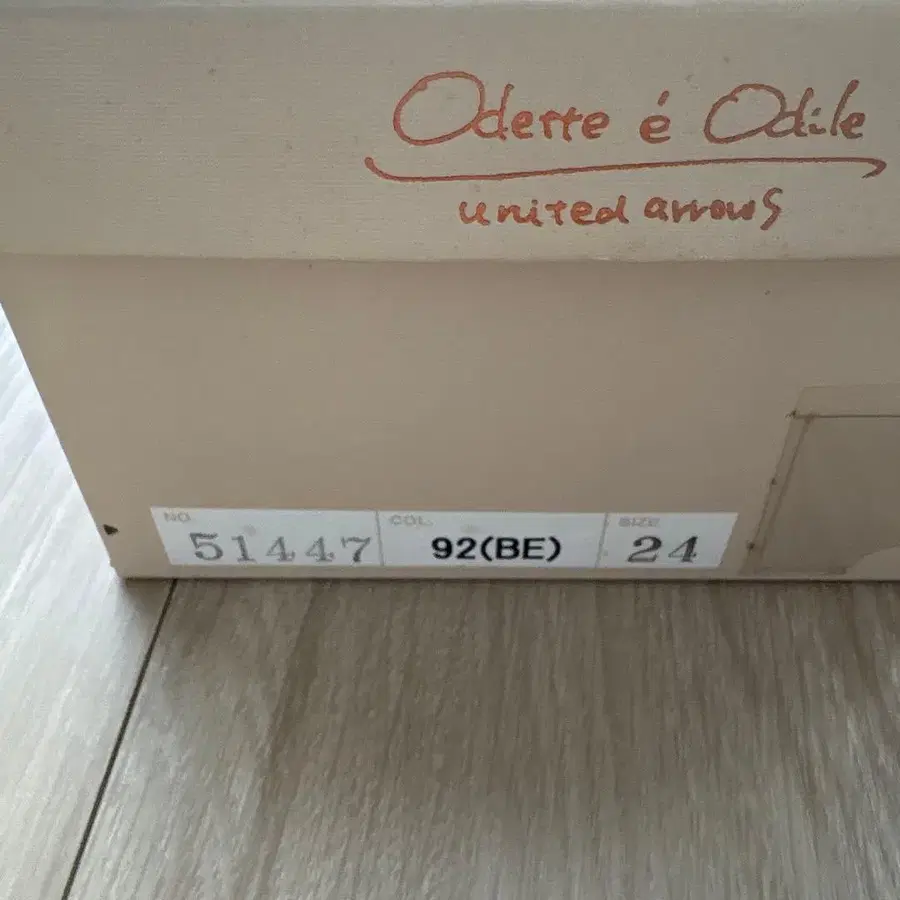 Odette é Odile
united arrows
NO. COL. SIZE
51447 92(BE) 24